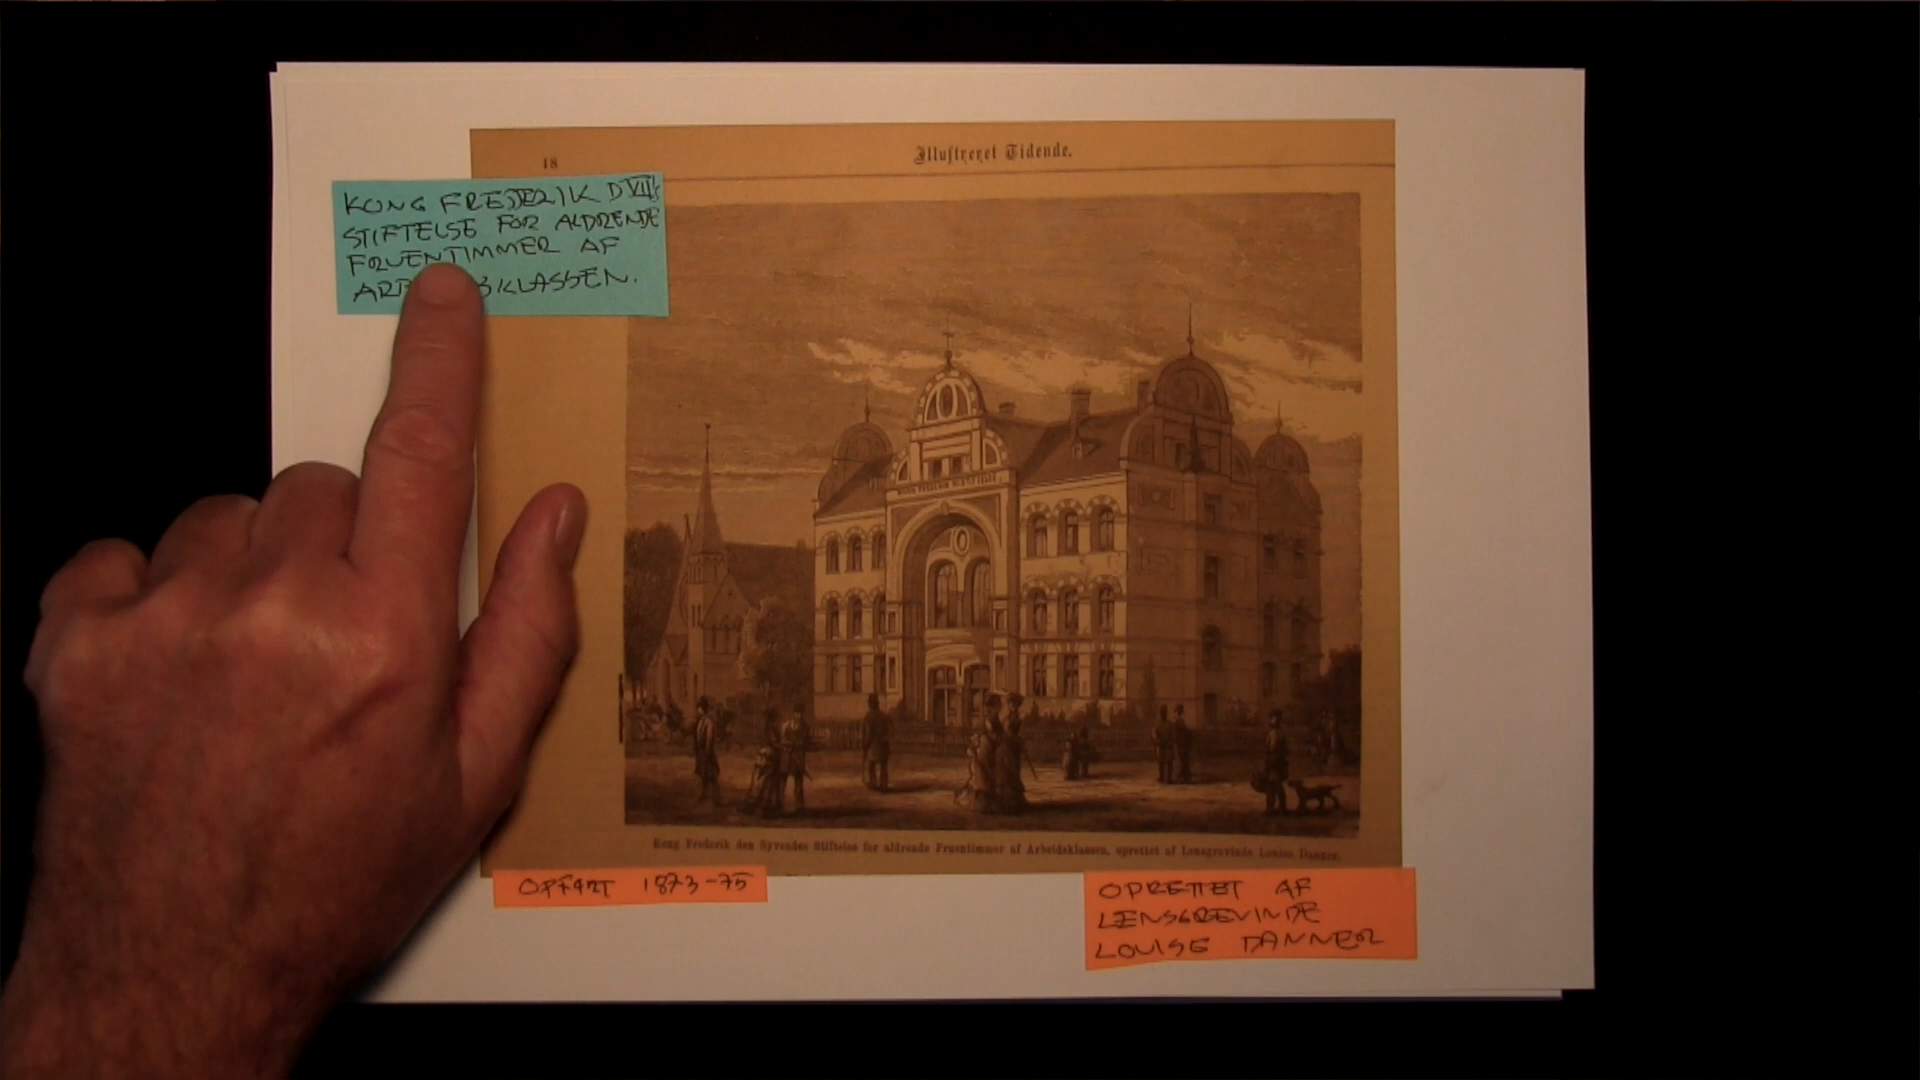 18
Illustreret Tidende.
KONG FREDERIK D VII's
STIFTELSE FOR ALDRENDE
FRUENTIMMER AF
KLASSEN.
Kong Frederik den Syvendes Stiftelse for aldrende Fruentimmer af Arbeidsklassen, oprettet af Lensgrevinde Louise Danner.
OPFØRT 1873-75
OPRETTET AF
LENSGREVINDE
LOUISE DANNER